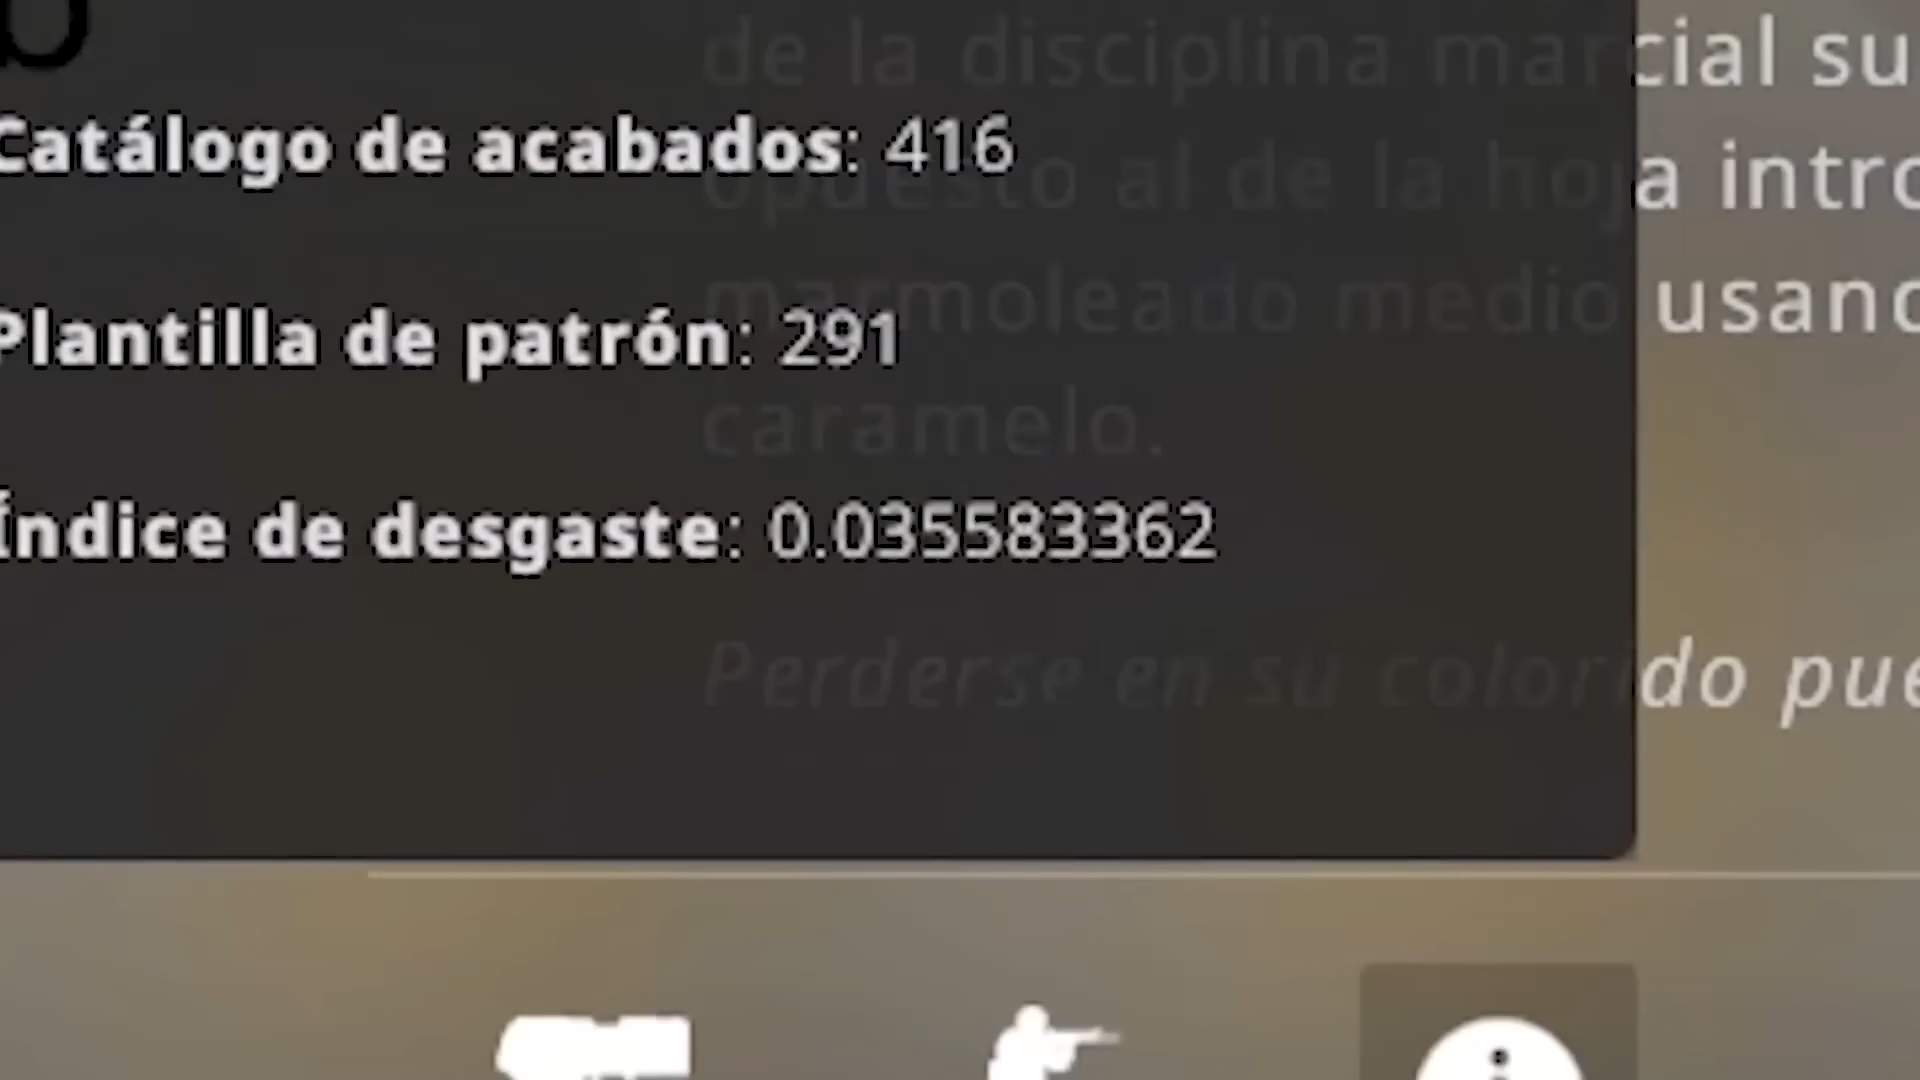 de la disciplina marcial su
Catálogo de acabados: 416
opuesto al de la hoja intro
Plantilla de patrón: 291
marmoleado medio usand
caramelo.
Índice de desgaste: 0.035583362
Perderse en su colorido pue